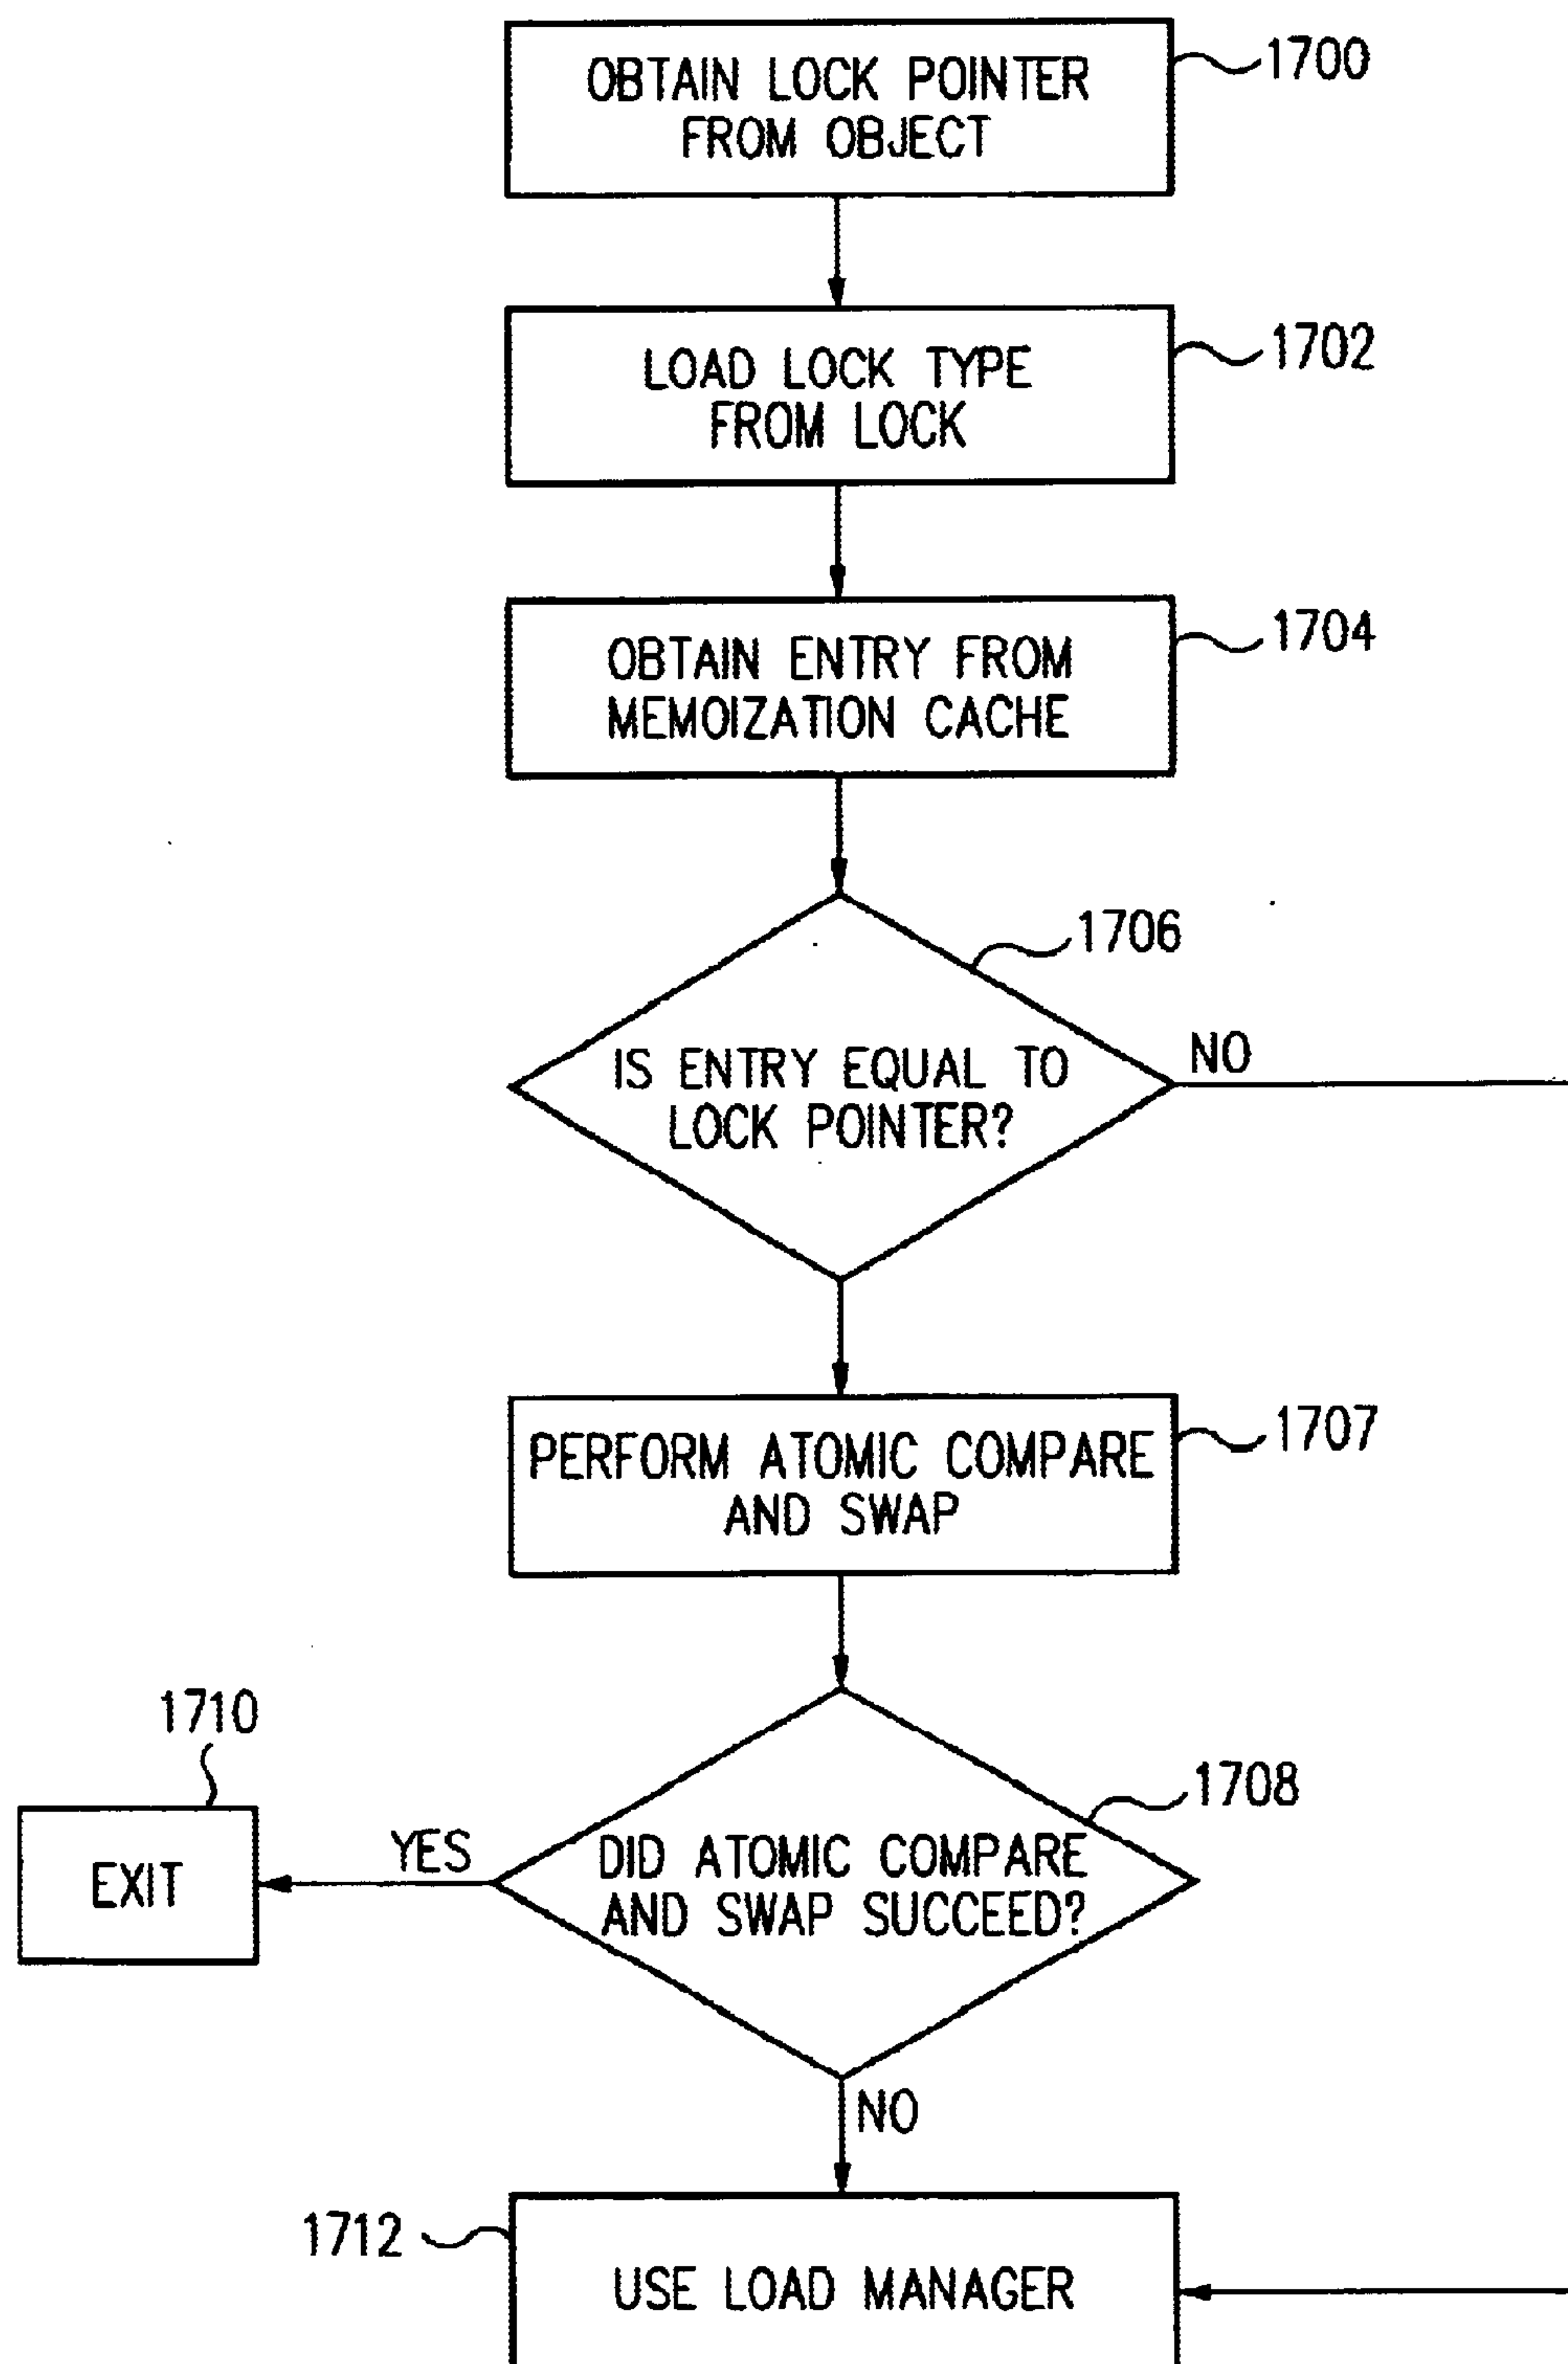 OBTAIN LOCK POINTER
FROM OBJECT
1700
LOAD LOCK TYPE
FROM LOCK
1702
OBTAIN ENTRY FROM
MEMOIZATION CACHE
1704
1706
IS ENTRY EQUAL TO
LOCK POINTER?
NO
PERFORM ATOMIC COMPARE
AND SWAP
1707
1710
EXIT
YES
1708
DID ATOMIC COMPARE
AND SWAP SUCCEED?
NO
1712
USE LOAD MANAGER